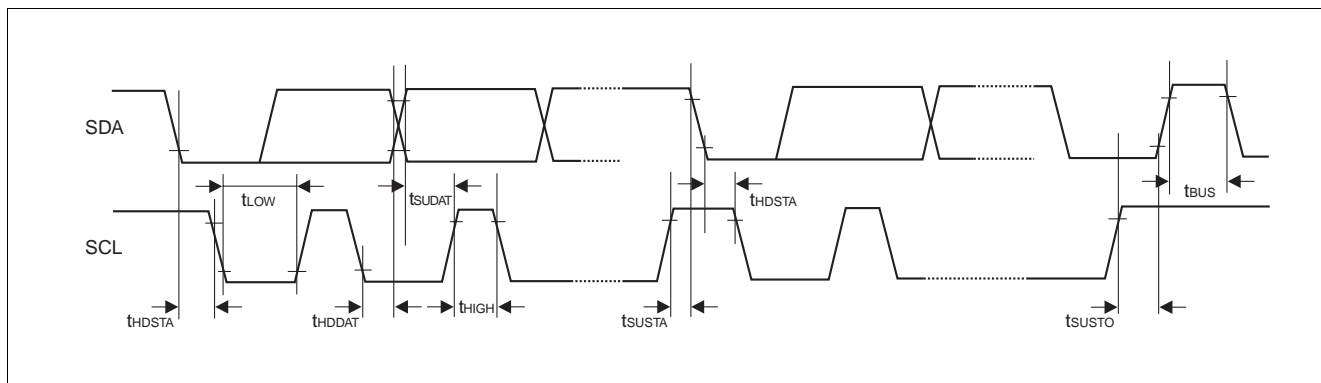 SDA
tLOW
tSUDAT
tHDSTA
tBUS
SCL
tHDSTA
tHDDAT
tHIGH
tSUSTA
tSUSTO